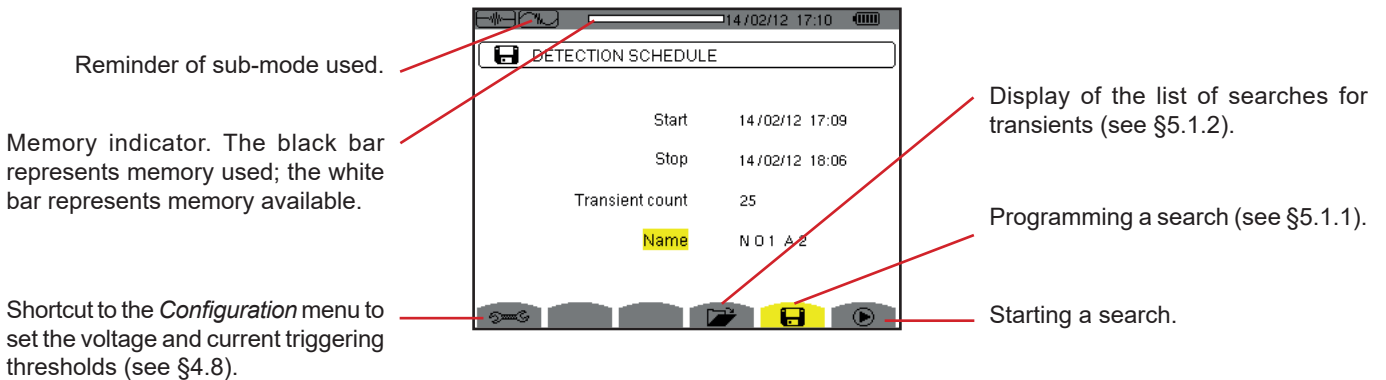 14/02/12 17:10
DETECTION SCHEDULE
Start 14/02/12 17:09
Stop 14/02/12 18:06
Transient count 25
Name NO1 A2
Reminder of sub-mode used.
Memory indicator. The black bar
represents memory used; the white
bar represents memory available.
Shortcut to the Configuration menu to
set the voltage and current triggering
thresholds (see §4.8).
Display of the list of searches for
transients (see §5.1.2).
Programming a search (see §5.1.1).
Starting a search.